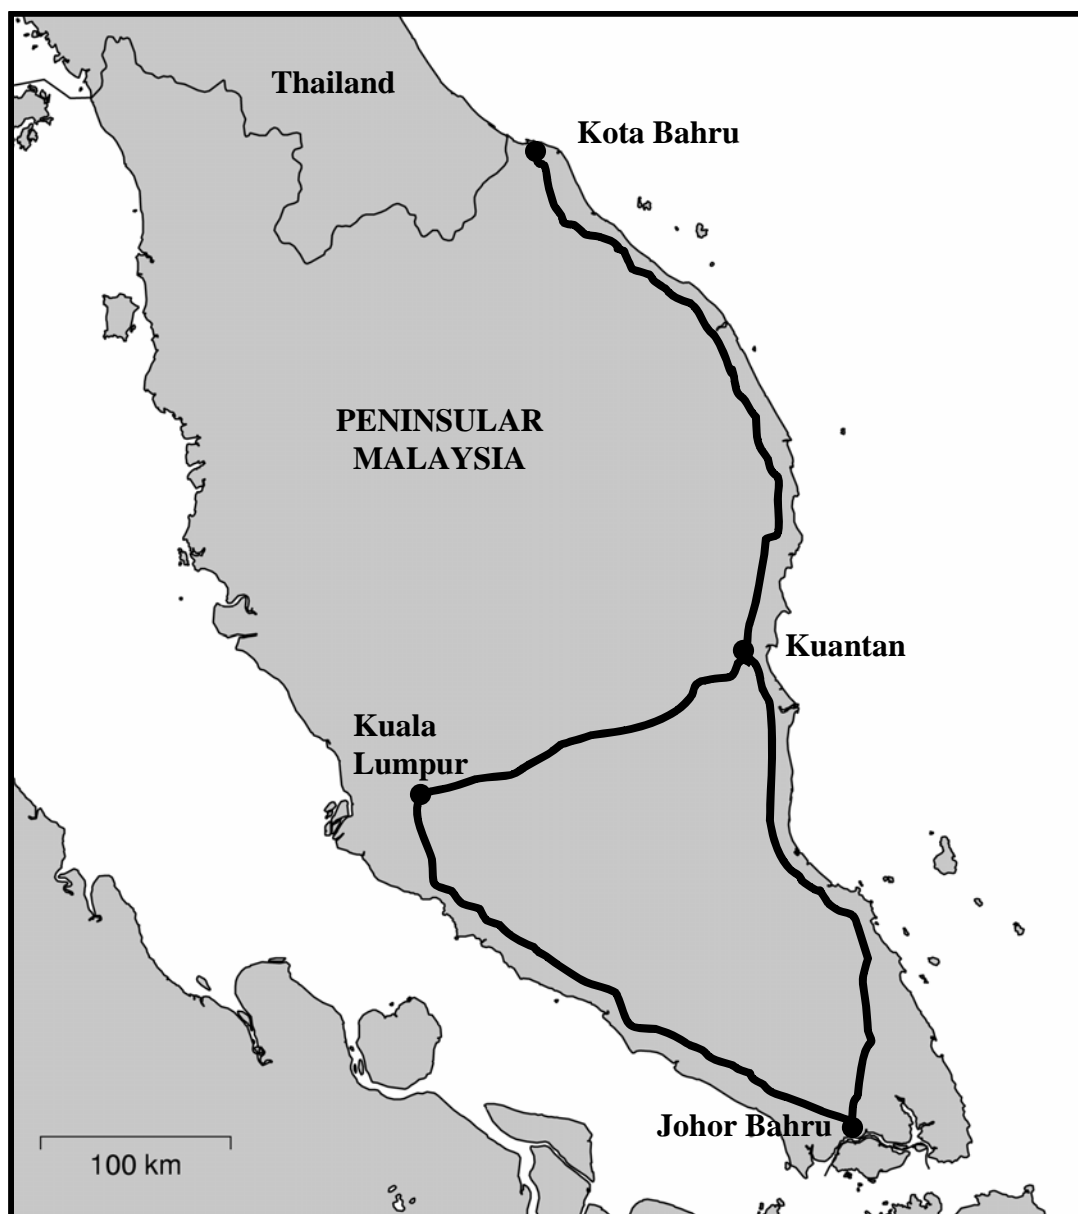 Thailand
Kota Bahru
PENINSULAR
MALAYSIA
Kuantan
Kuala
Lumpur
Johor Bahru
100 km